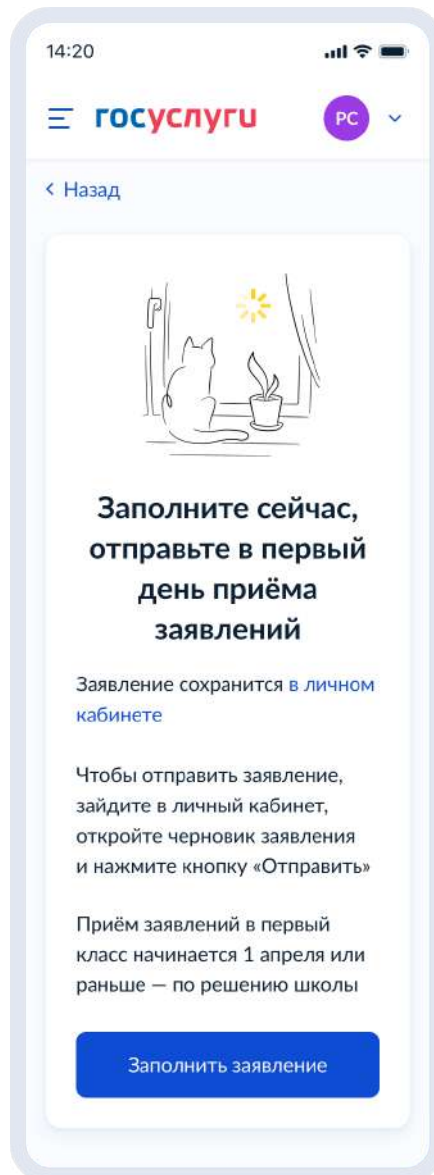 14:20
госуслуги
РС
Назад
Заполните сейчас,
отправьте в первый
день приёма
заявлений
Заявление сохранится в личном
кабинете
Чтобы отправить заявление,
зайдите в личный кабинет,
откройте черновик заявления
и нажмите кнопку «Отправить»
Приём заявлений в первый
класс начинается 1 апреля или
раньше — по решению школы
Заполнить заявление